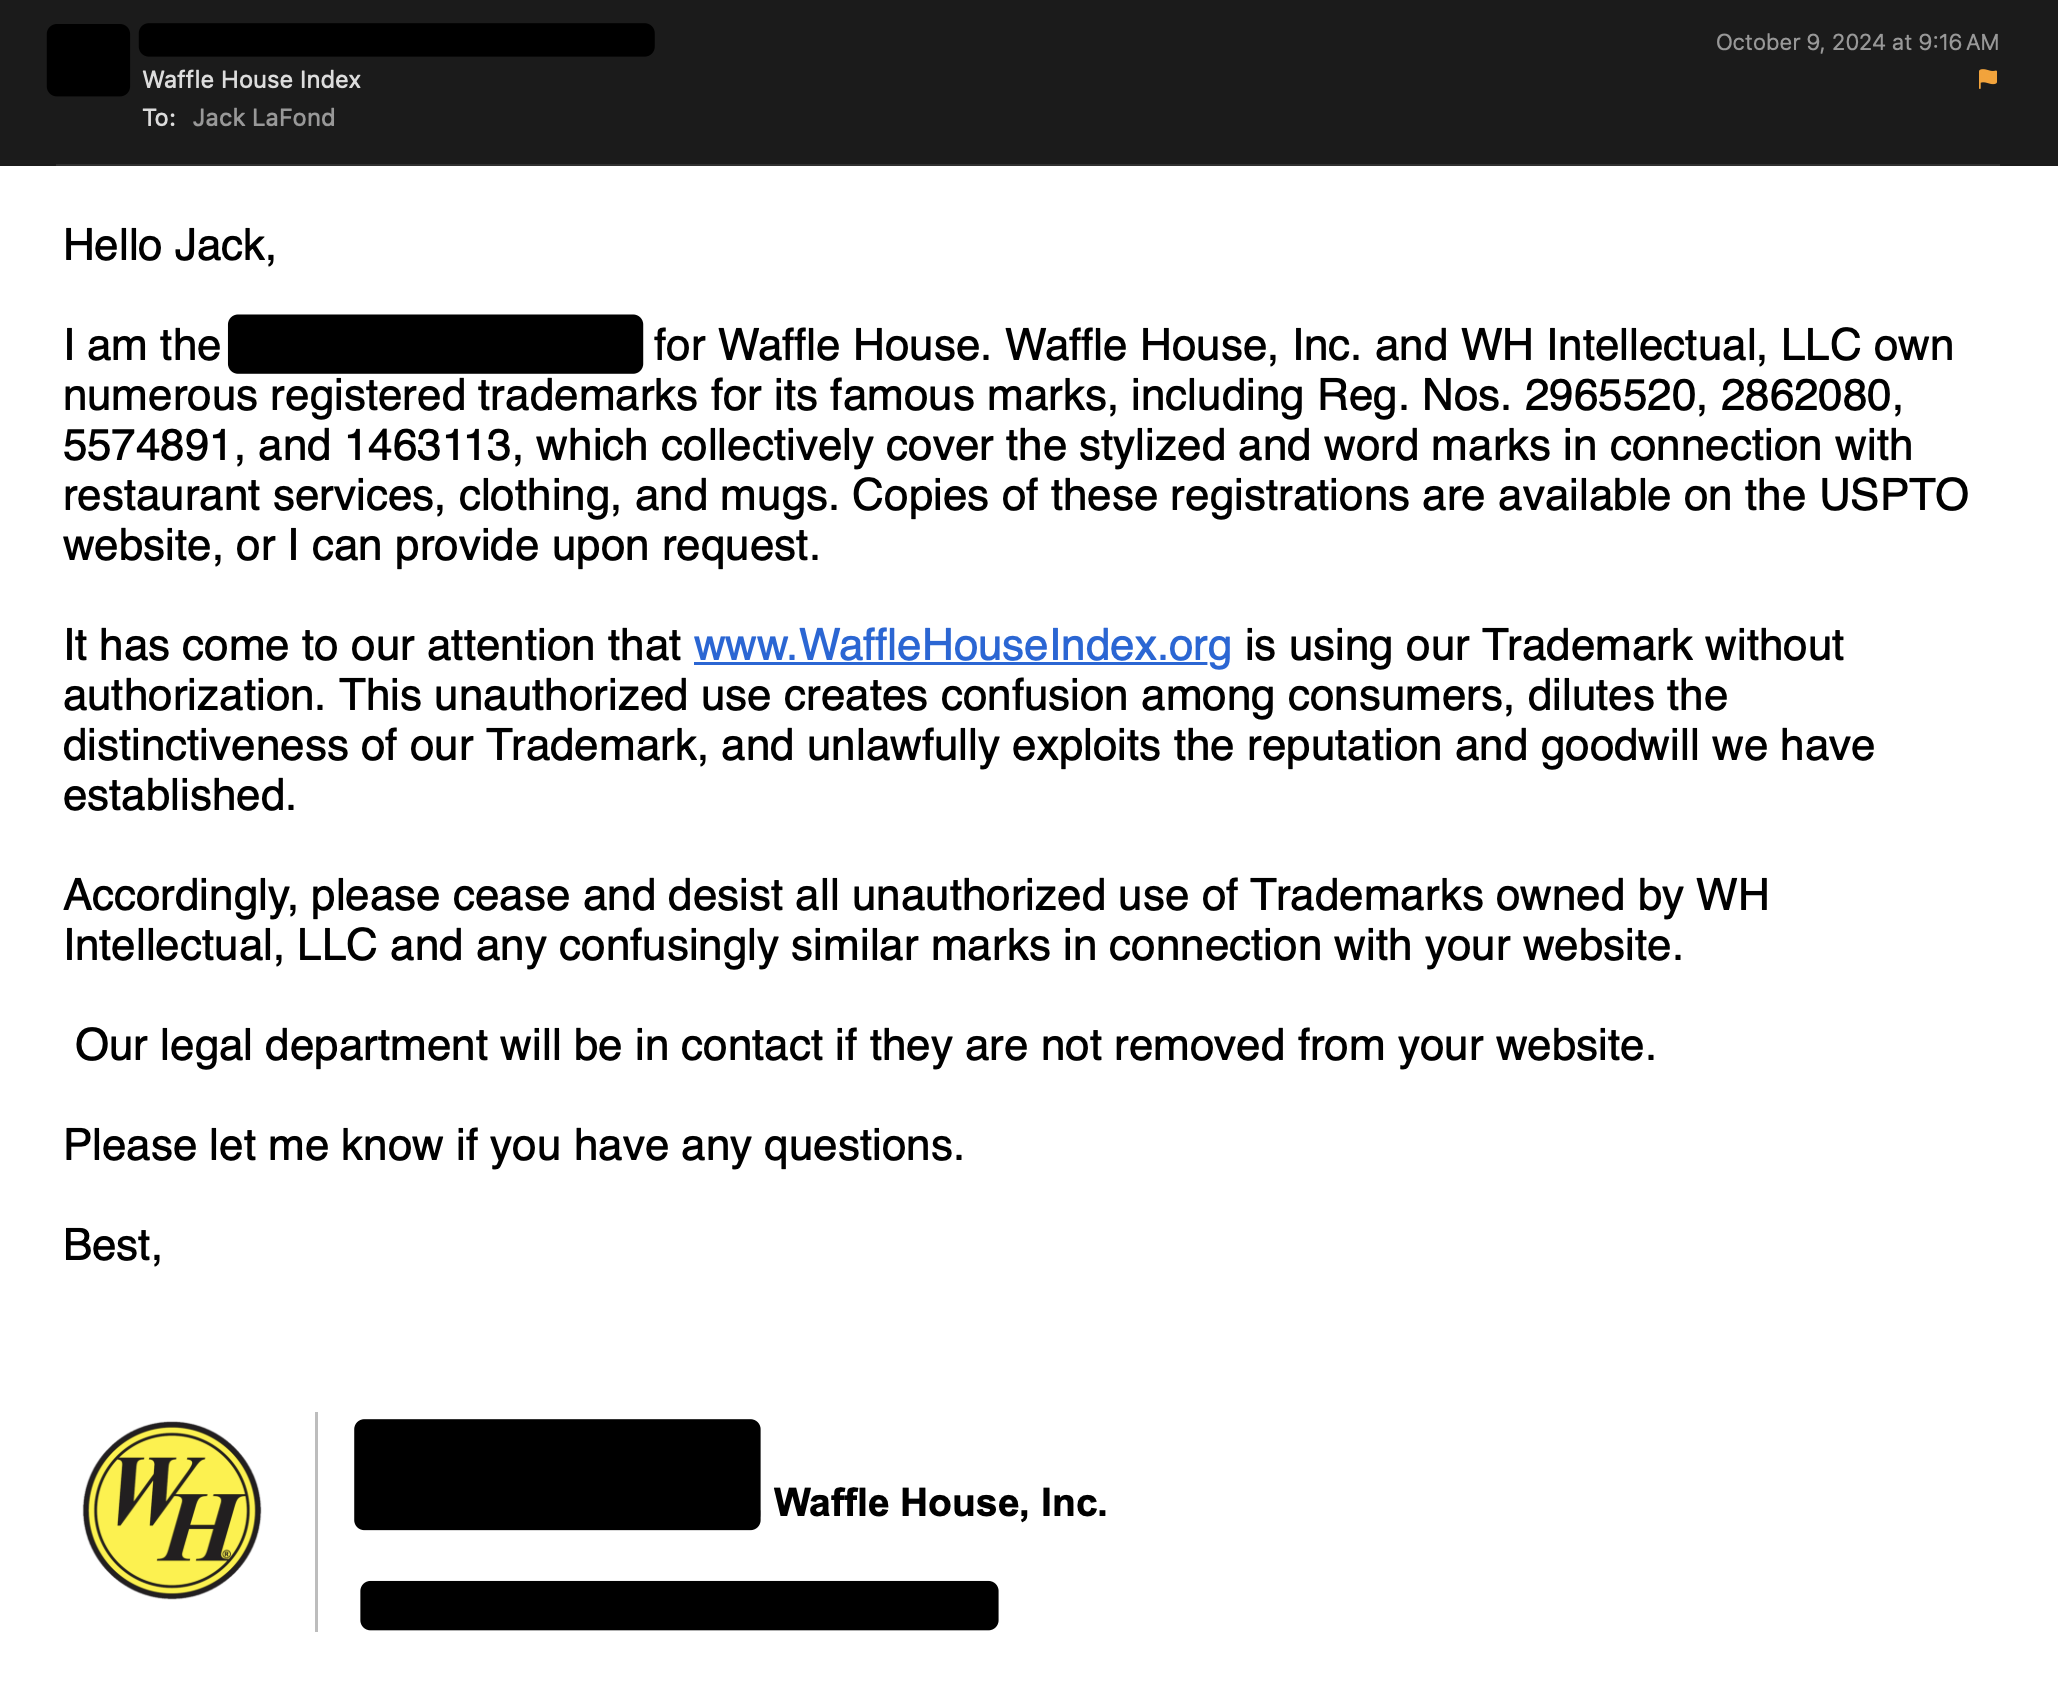 October 9, 2024 at 9:16 AM
Waffle House Index
To: Jack LaFond
Hello Jack,
I am the for Waffle House. Waffle House, Inc. and WH Intellectual, LLC own
numerous registered trademarks for its famous marks, including Reg. Nos. 2965520, 2862080,
5574891, and 1463113, which collectively cover the stylized and word marks in connection with
restaurant services, clothing, and mugs. Copies of these registrations are available on the USPTO
website, or I can provide upon request.
It has come to our attention that www.WaffleHouseIndex.org is using our Trademark without
authorization. This unauthorized use creates confusion among consumers, dilutes the
distinctiveness of our Trademark, and unlawfully exploits the reputation and goodwill we have
established.
Accordingly, please cease and desist all unauthorized use of Trademarks owned by WH
Intellectual, LLC and any confusingly similar marks in connection with your website.
Our legal department will be in contact if they are not removed from your website.
Please let me know if you have any questions.
Best,
WH®
Waffle House, Inc.